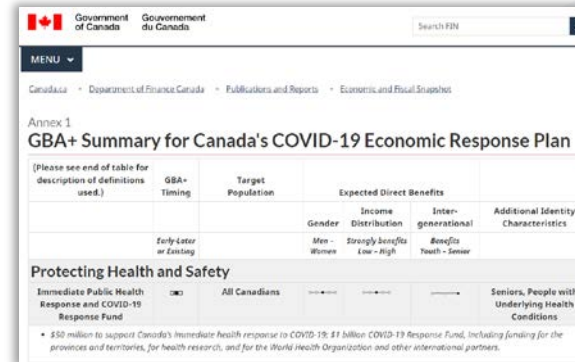 Government of Canada
Gouvernement du Canada
Search FIN
MENU
Canada.ca
Department of Finance Canada
Publications and Reports
Economic and Fiscal Snapshot
Annex 1
GBA+ Summary for Canada's COVID-19 Economic Response Plan
(Please see end of table for description of definitions used.)
GBA+ Timing
Target Population
Expected Direct Benefits
Gender
Income Distribution
Inter-generational
Additional Identity Characteristics
Early-Later or Existing
Men - Women
Strongly benefits Low - High
Benefits Youth - Senior
Protecting Health and Safety
Immediate Public Health Response and COVID-19 Response Fund
All Canadians
Seniors, People with Underlying Health Conditions
• $50 million to support Canada's immediate health response to COVID-19; $1 billion COVID-19 Response Fund, including funding for the
provinces and territories, for health research, and for the World Health Organization and other international partners.